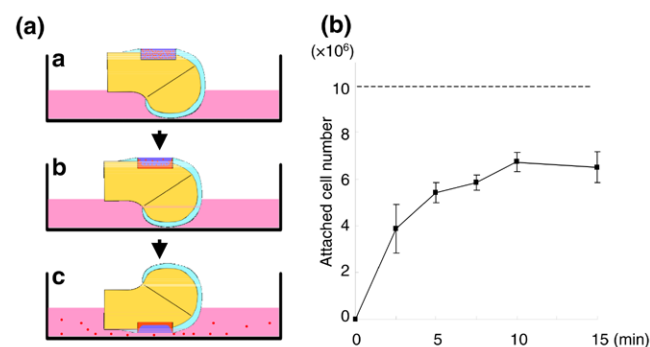 (a)
a
b
c
(b)
(×10⁶)
Attached cell number
10
8
6
4
2
0
0 5 10 15 (min)